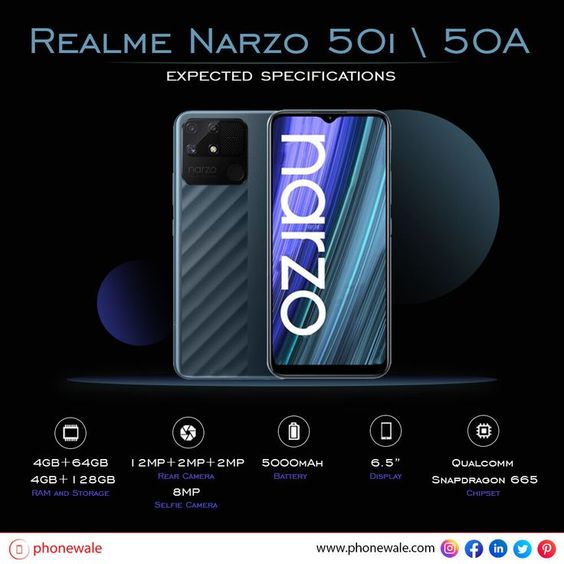 Realme Narzo 50i \ 50A
EXPECTED SPECIFICATIONS
narzo
narzo
4GB+64GB
4GB+128GB
RAM and Storage
12MP+2MP+2MP
Rear Camera
8MP
Selfie Camera
5000mAh
Battery
6.5"
Display
Qualcomm
Snapdragon 665
Chipset
phonewale
www.phonewale.com